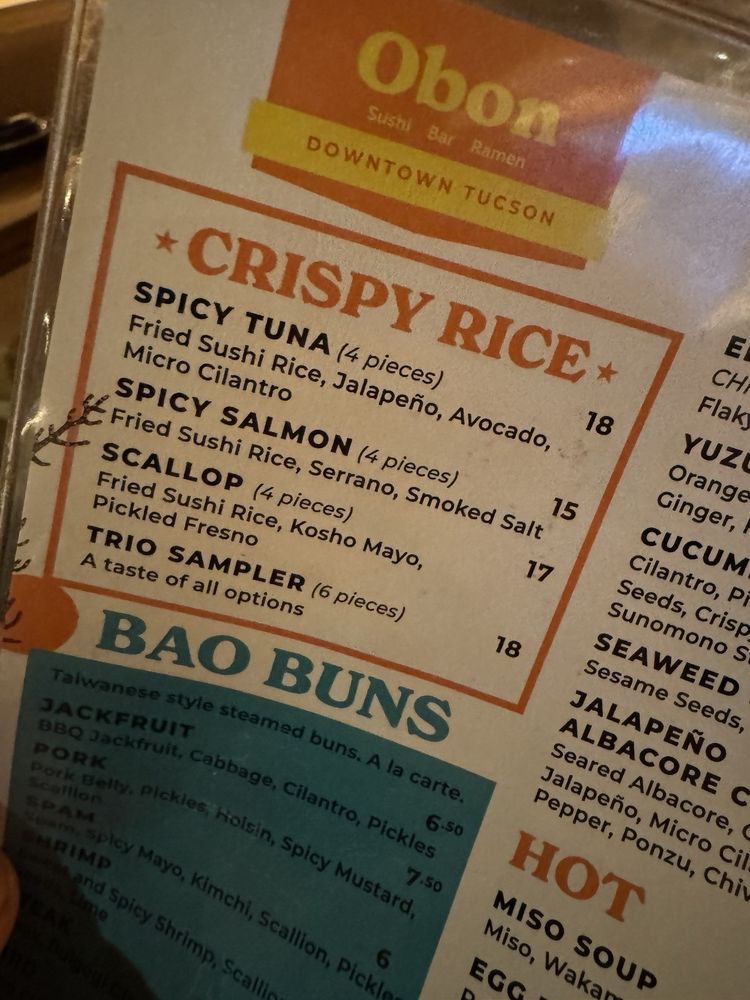 Obon
Sushi Bar Ramen
DOWNTOWN TUCSON
CRISPY RICE
SPICY TUNA (4 pieces)
Fried Sushi Rice, Jalapeño, Avocado,
Micro Cilantro
18
SPICY SALMON (4 pieces)
Fried Sushi Rice, Serrano, Smoked Salt
15
SCALLOP (4 pieces)
Fried Sushi Rice, Kosho Mayo,
Pickled Fresno
17
TRIO SAMPLER (6 pieces)
A taste of all options
18
BAO BUNS
Taiwanese style steamed buns. A la carte.
JACKFRUIT
BBQ Jackfruit, Cabbage, Cilantro, Pickles
6.50
PORK
Pork Belly, Pickles, Hoisin, Spicy Mustard,
Scallion
7.50
SPAM
Spam, Spicy Mayo, Kimchi, Scallion, Pickles
6
SHRIMP
and Spicy Shrimp,
Lime
Flaky
YUZU
Orange
Ginger,
Cilantro,
Seeds,
Sunomono
SEAWEED
Sesame Seeds,
JALAPEÑO
ALBACORE
Seared Albacore,
Jalapeño, Micro
Pepper, Ponzu,
HOT
MISO SOUP
Miso,
EGG